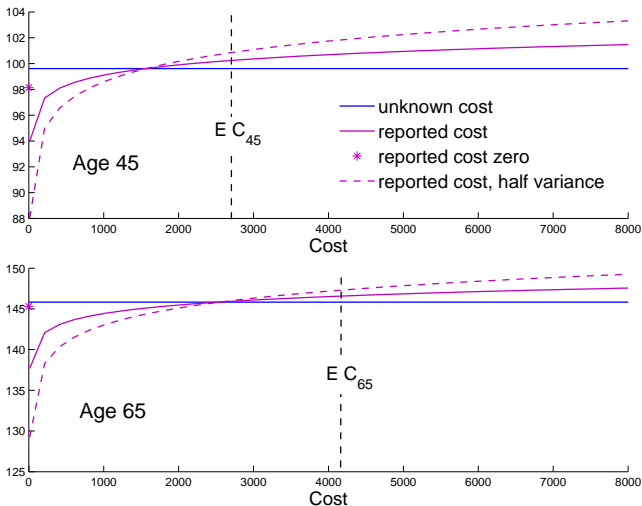 104
102
100
98
96
94
92
90
88
unknown cost
reported cost
reported cost zero
reported cost, half variance
E C45
Age 45
0 1000 2000 3000 4000 5000 6000 7000 8000
Cost
150
145
140
135
130
125
E C65
Age 65
0 1000 2000 3000 4000 5000 6000 7000 8000
Cost